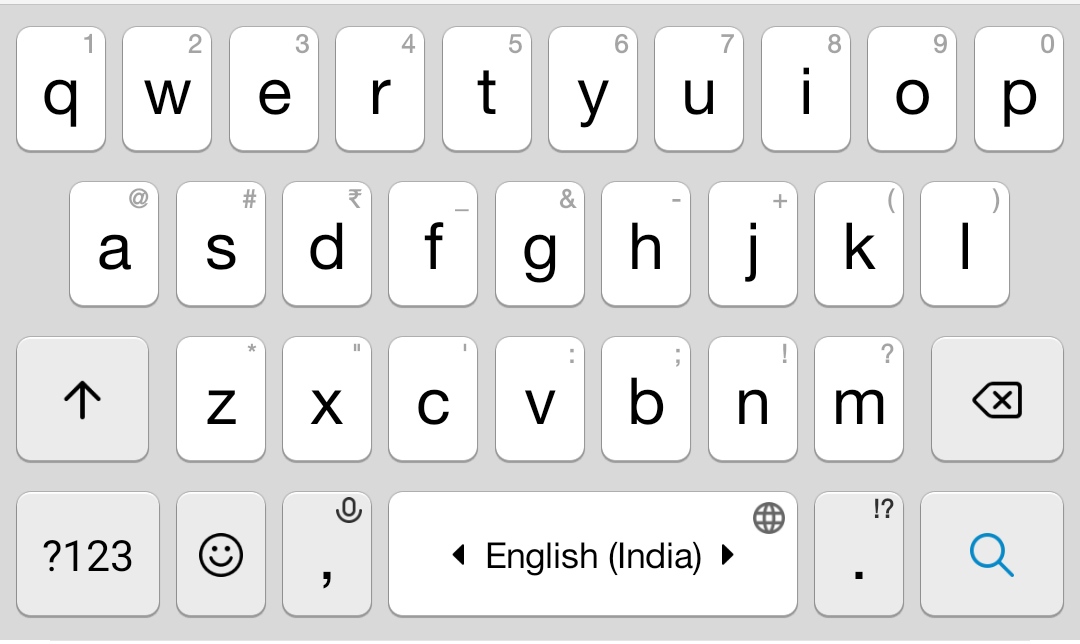 1 2 3 4 5 6 7 8 9 0
q w e r t y u i o p
@ # ₹ _ & - + ( )
a s d f g h j k l
* " ' : ; ! ?
z x c v b n m
!?
?123 , English (India) .